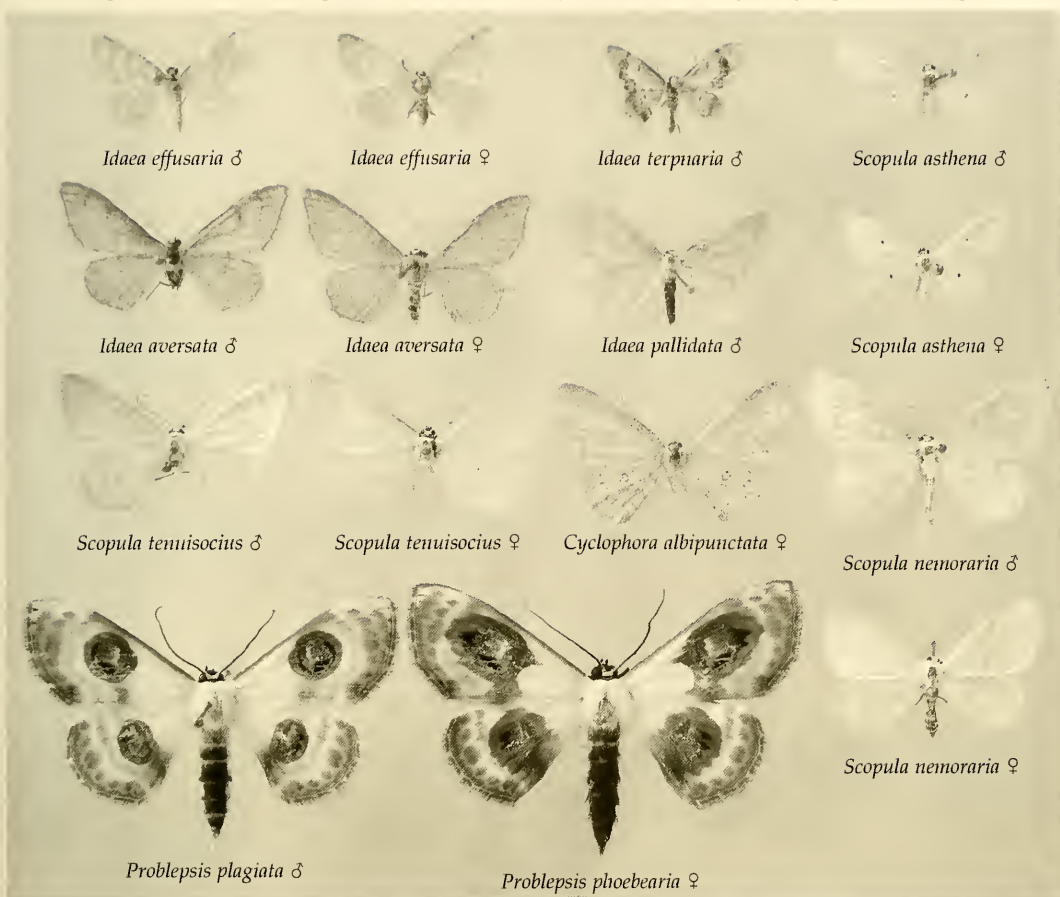 Idaea effusaria ♂
Idaea effusaria ♀
Idaea terpnaria ♂
Scopula asthena ♂
Idaea aversata ♂
Idaea aversata ♀
Idaea pallidata ♂
Scopula asthena ♀
Scopula tenuisocius ♂
Scopula tenuisocius ♀
Cyclophora albipunctata ♀
Scopula nemoraria ♂
Scopula nemoraria ♀
Problepsis plagiata ♂
Problepsis phoebearia ♀